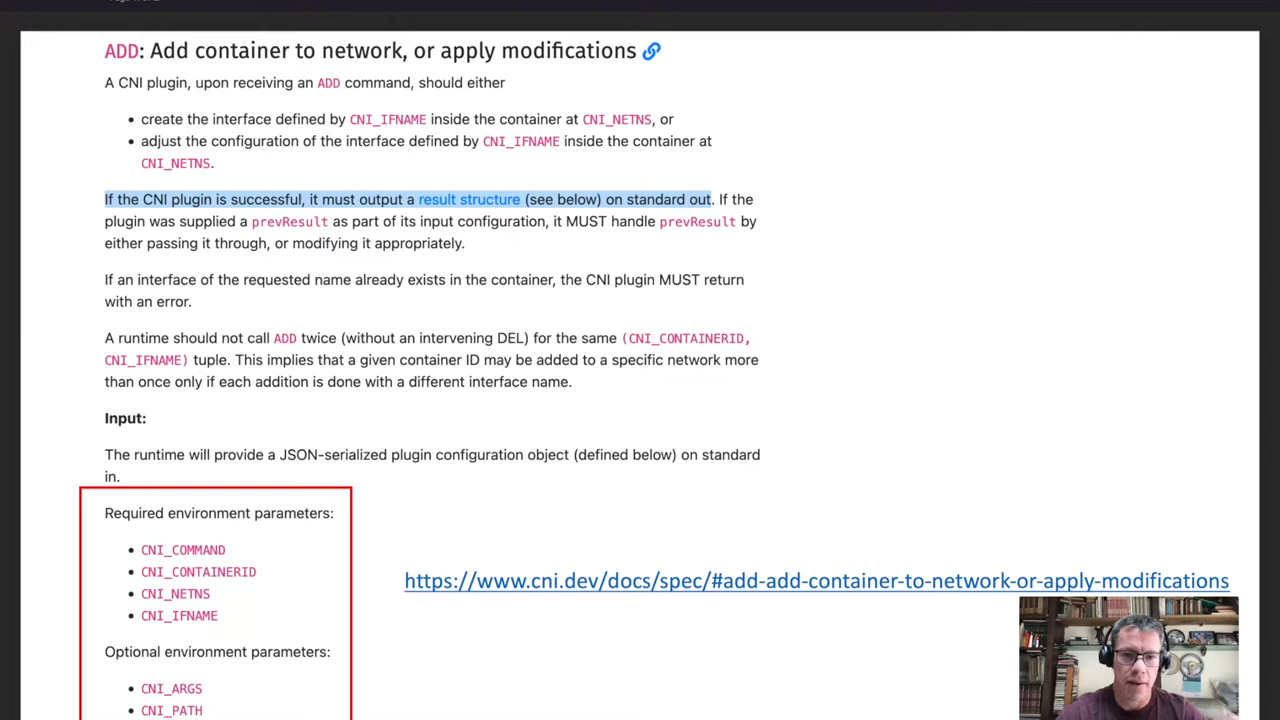 ADD: Add container to network, or apply modifications
A CNI plugin, upon receiving an ADD command, should either
• create the interface defined by CNI_IFNAME inside the container at CNI_NETNS, or
• adjust the configuration of the interface defined by CNI_IFNAME inside the container at
CNI_NETNS.
If the CNI plugin is successful, it must output a result structure (see below) on standard out. If the
plugin was supplied a prevResult as part of its input configuration, it MUST handle prevResult by
either passing it through, or modifying it appropriately.
If an interface of the requested name already exists in the container, the CNI plugin MUST return
with an error.
A runtime should not call ADD twice (without an intervening DEL) for the same (CNI_CONTAINERID,
CNI_IFNAME) tuple. This implies that a given container ID may be added to a specific network more
than once only if each addition is done with a different interface name.
Input:
The runtime will provide a JSON-serialized plugin configuration object (defined below) on standard
in.
Required environment parameters:
• CNI_COMMAND
• CNI_CONTAINERID
https://www.cni.dev/docs/spec/#add-add-container-to-network-or-apply-modifications
• CNI_NETNS
• CNI_IFNAME
Optional environment parameters:
• CNI_ARGS
• CNI_PATH